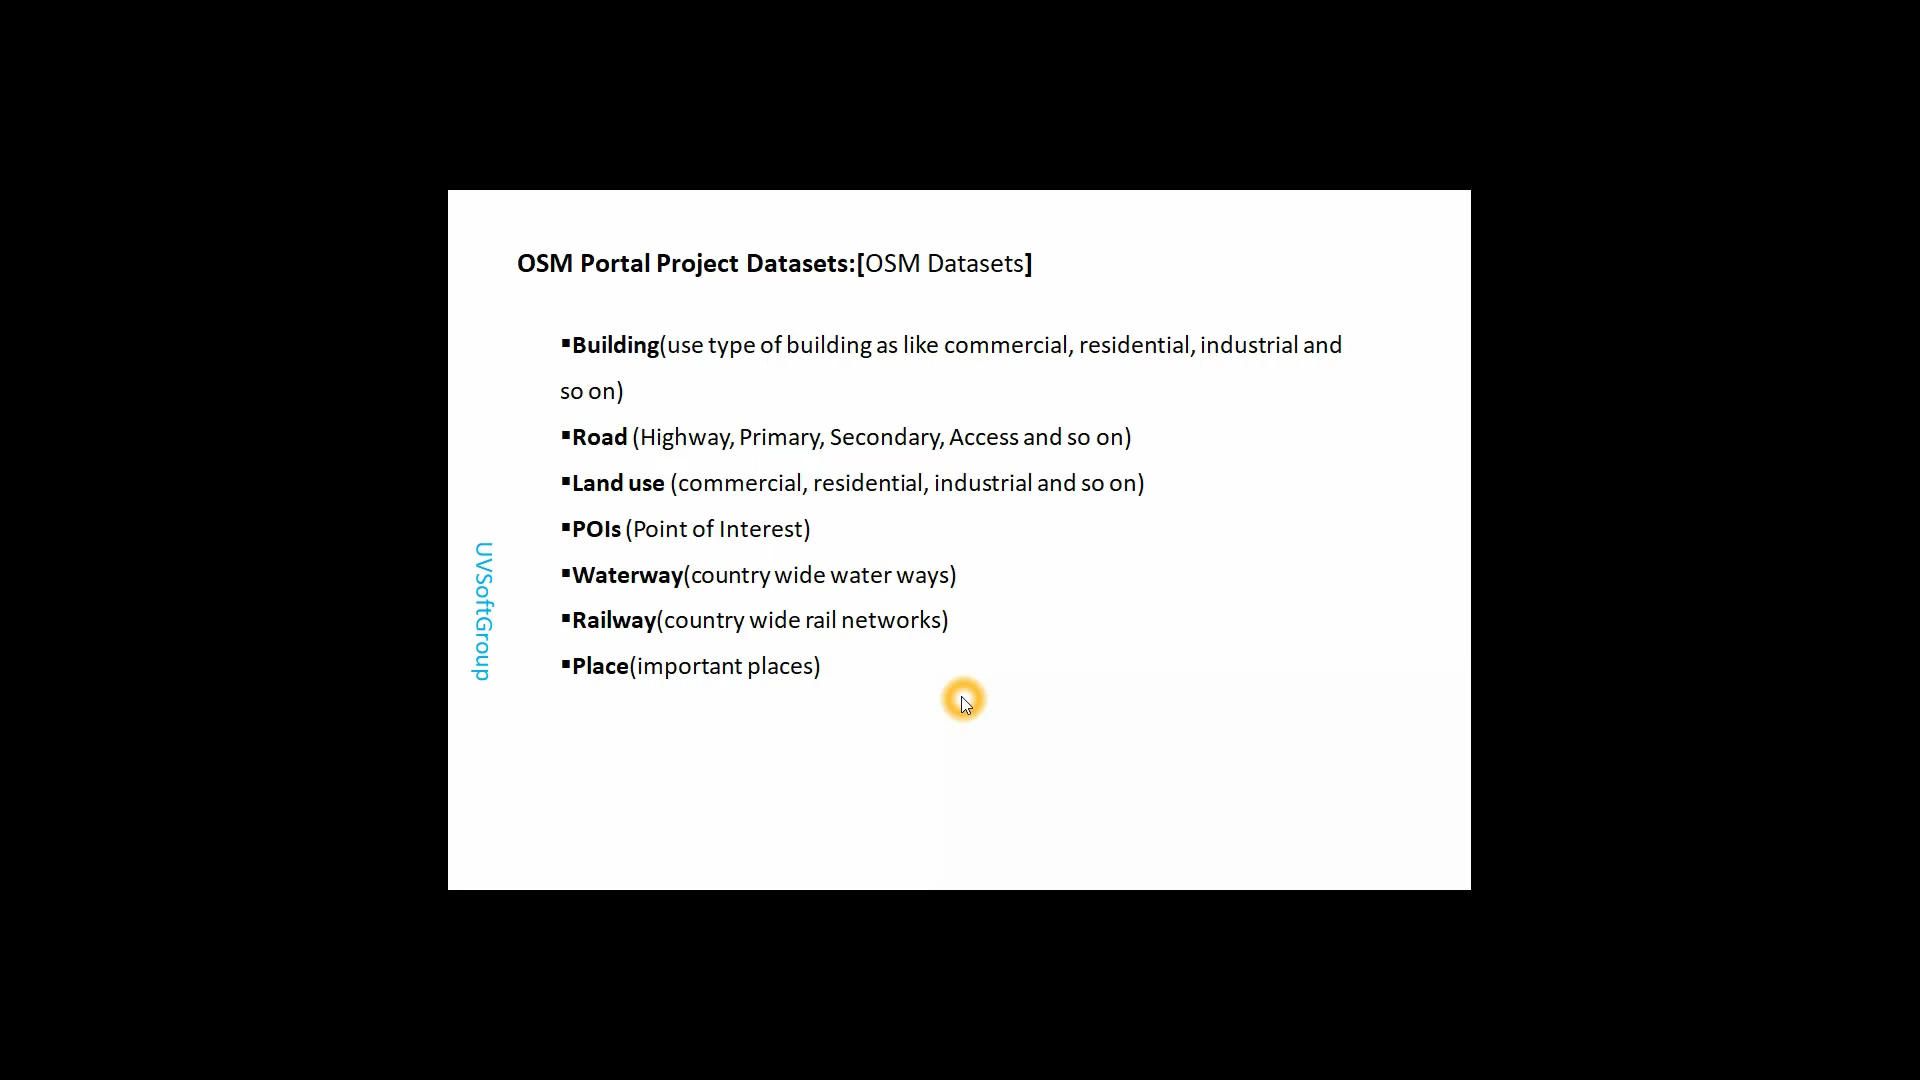 OSM Portal Project Datasets:[OSM Datasets]
▪Building(use type of building as like commercial, residential, industrial and
so on)
▪Road (Highway, Primary, Secondary, Access and so on)
▪Land use (commercial, residential, industrial and so on)
▪POIs (Point of Interest)
▪Waterway(country wide water ways)
▪Railway(country wide rail networks)
▪Place(important places)
UVSoftGroup